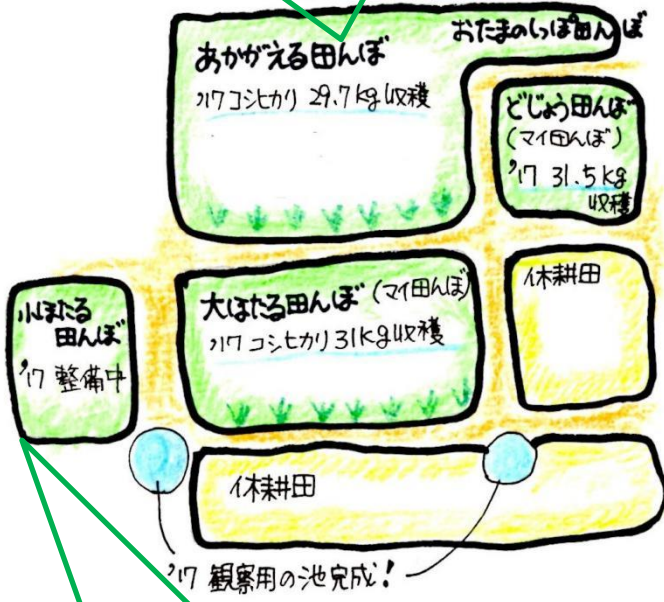 おたまのしっぽ田んぼ
あかがえる田んぼ
'17 コシヒカリ 29.7kg収穫
どじょう田んぼ
(マイ田んぼ)
'17 31.5kg
収穫
小ほたる
田んぼ
'17 整備中
大ほたる田んぼ (マイ田んぼ)
'17 コシヒカリ 31kg収穫
休耕田
休耕田
'17 観察用の池完成!